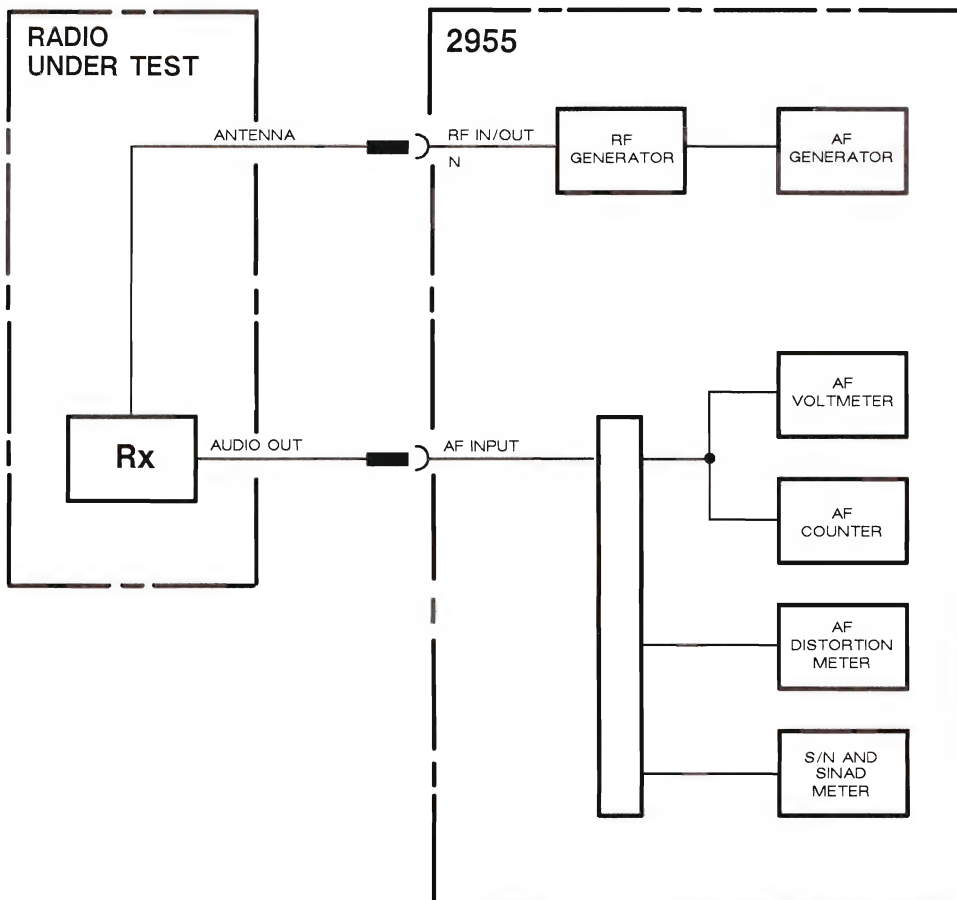 RADIO
UNDER TEST
2955
ANTENNA
RF IN/OUT
N
RF
GENERATOR
AF
GENERATOR
AF
VOLTMETER
Rx
AUDIO OUT
AF INPUT
AF
COUNTER
AF
DISTORTION
METER
S/N AND
SINAD
METER